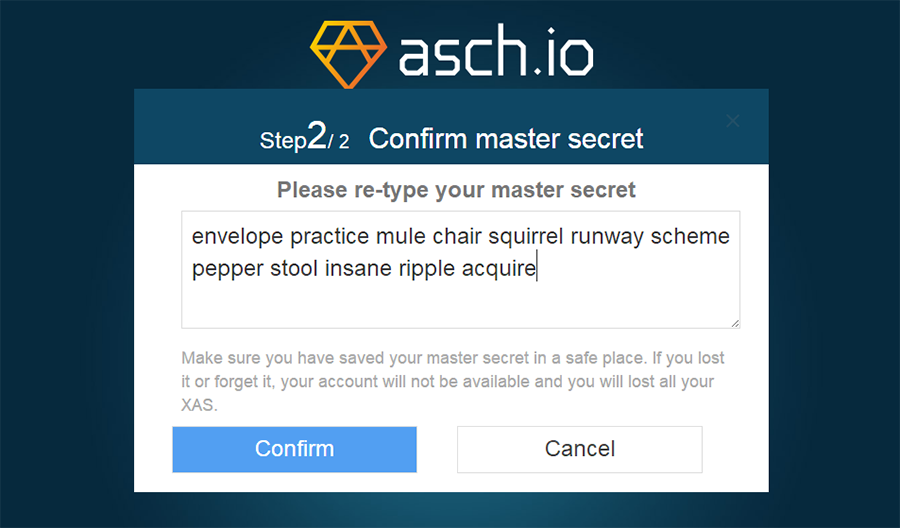 asch.io
Step2/ 2 Confirm master secret
Please re-type your master secret
envelope practice mule chair squirrel runway scheme
pepper stool insane ripple acquire
Make sure you have saved your master secret in a safe place. If you lost
it or forget it, your account will not be available and you will lost all your
XAS.
Confirm Cancel